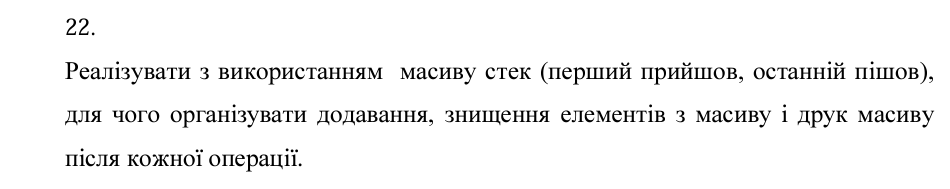 22.
Реалізувати з використанням масиву стек (перший прийшов, останній пішов),
для чого організувати додавання, знищення елементів з масиву і друк масиву
після кожної операції.